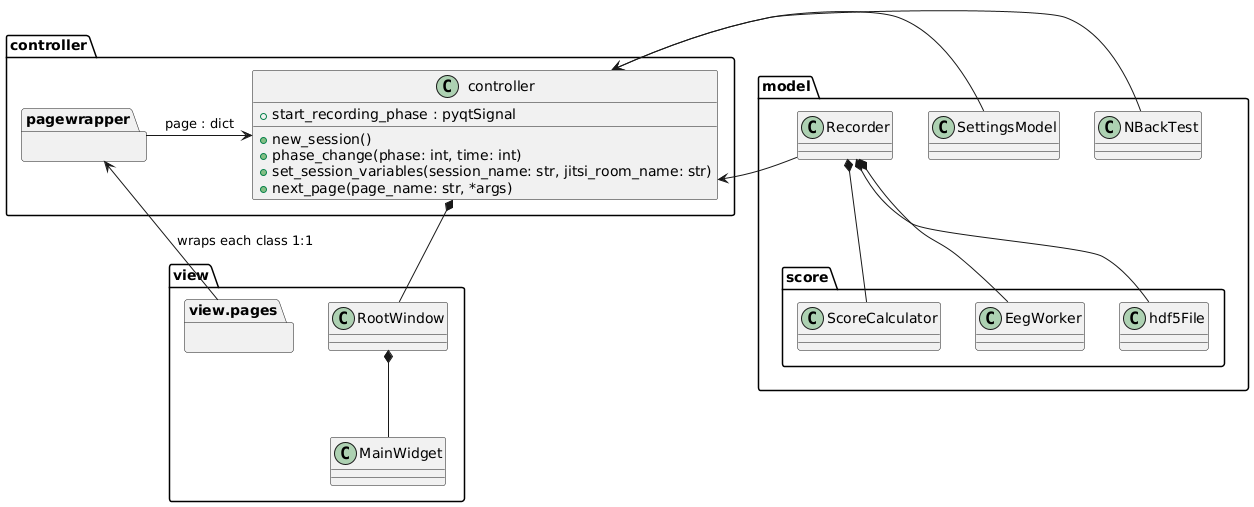 controller
C controller
start_recording_phase : pyqtSignal
new_session()
phase_change(phase: int, time: int)
set_session_variables(session_name: str, jitsi_room_name: str)
next_page(page_name: str, *args)
pagewrapper
page : dict
wraps each class 1:1
view
view.pages
C RootWindow
C MainWidget
model
C Recorder
C SettingsModel
C NBackTest
score
C ScoreCalculator
C EegWorker
C hdf5File